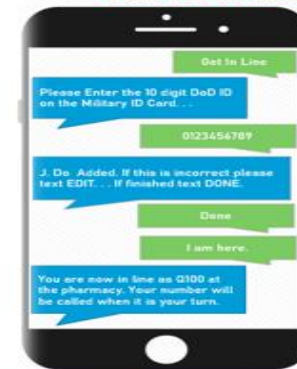 Get In Line
Please Enter the 10 digit DoD ID
on the Military ID Card. . .
0123456789
J. Do Added. If this is incorrect please
text EDIT. . . If finished text DONE.
Done
I am here.
You are now in line as Q100 at
the pharmacy. Your number will
be called when it is your turn.